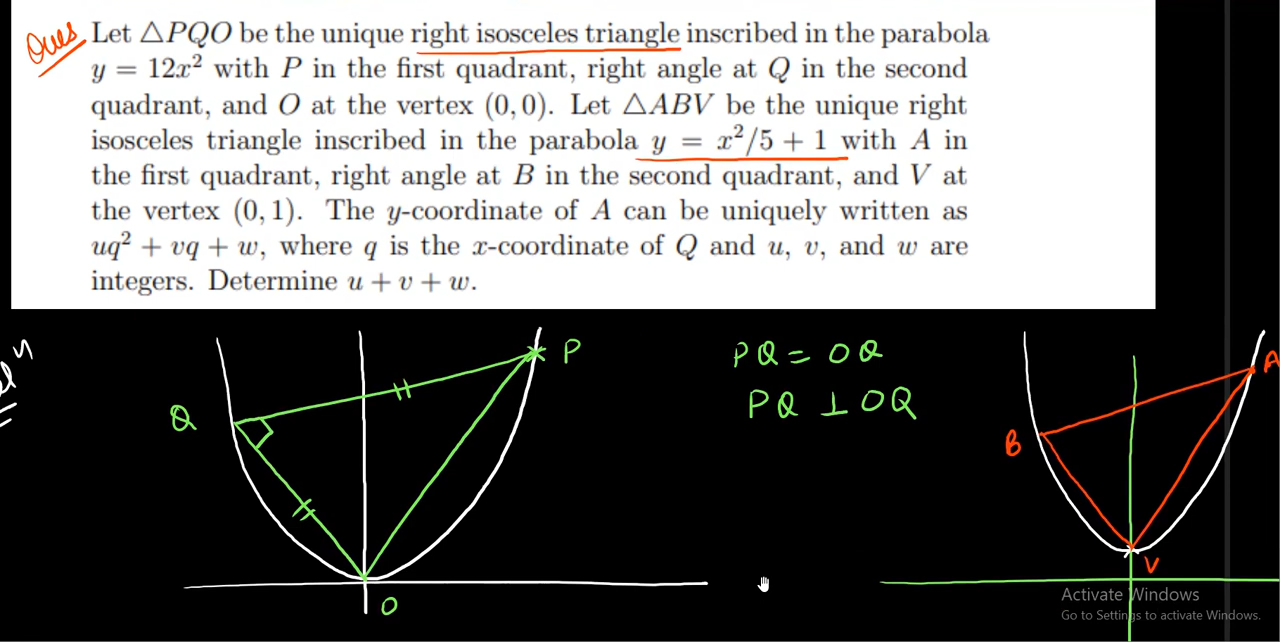 Ques Let △PQO be the unique right isosceles triangle inscribed in the parabola
y = 12x² with P in the first quadrant, right angle at Q in the second
quadrant, and O at the vertex (0, 0). Let △ABV be the unique right
isosceles triangle inscribed in the parabola y = x²/5 + 1 with A in
the first quadrant, right angle at B in the second quadrant, and V at
the vertex (0, 1). The y-coordinate of A can be uniquely written as
uq² + vq + w, where q is the x-coordinate of Q and u, v, and w are
integers. Determine u + v + w.
P
PQ = OQ
A
Q
PQ ⊥ OQ
B
V
O
Activate Windows
Go to Settings to activate Windows.